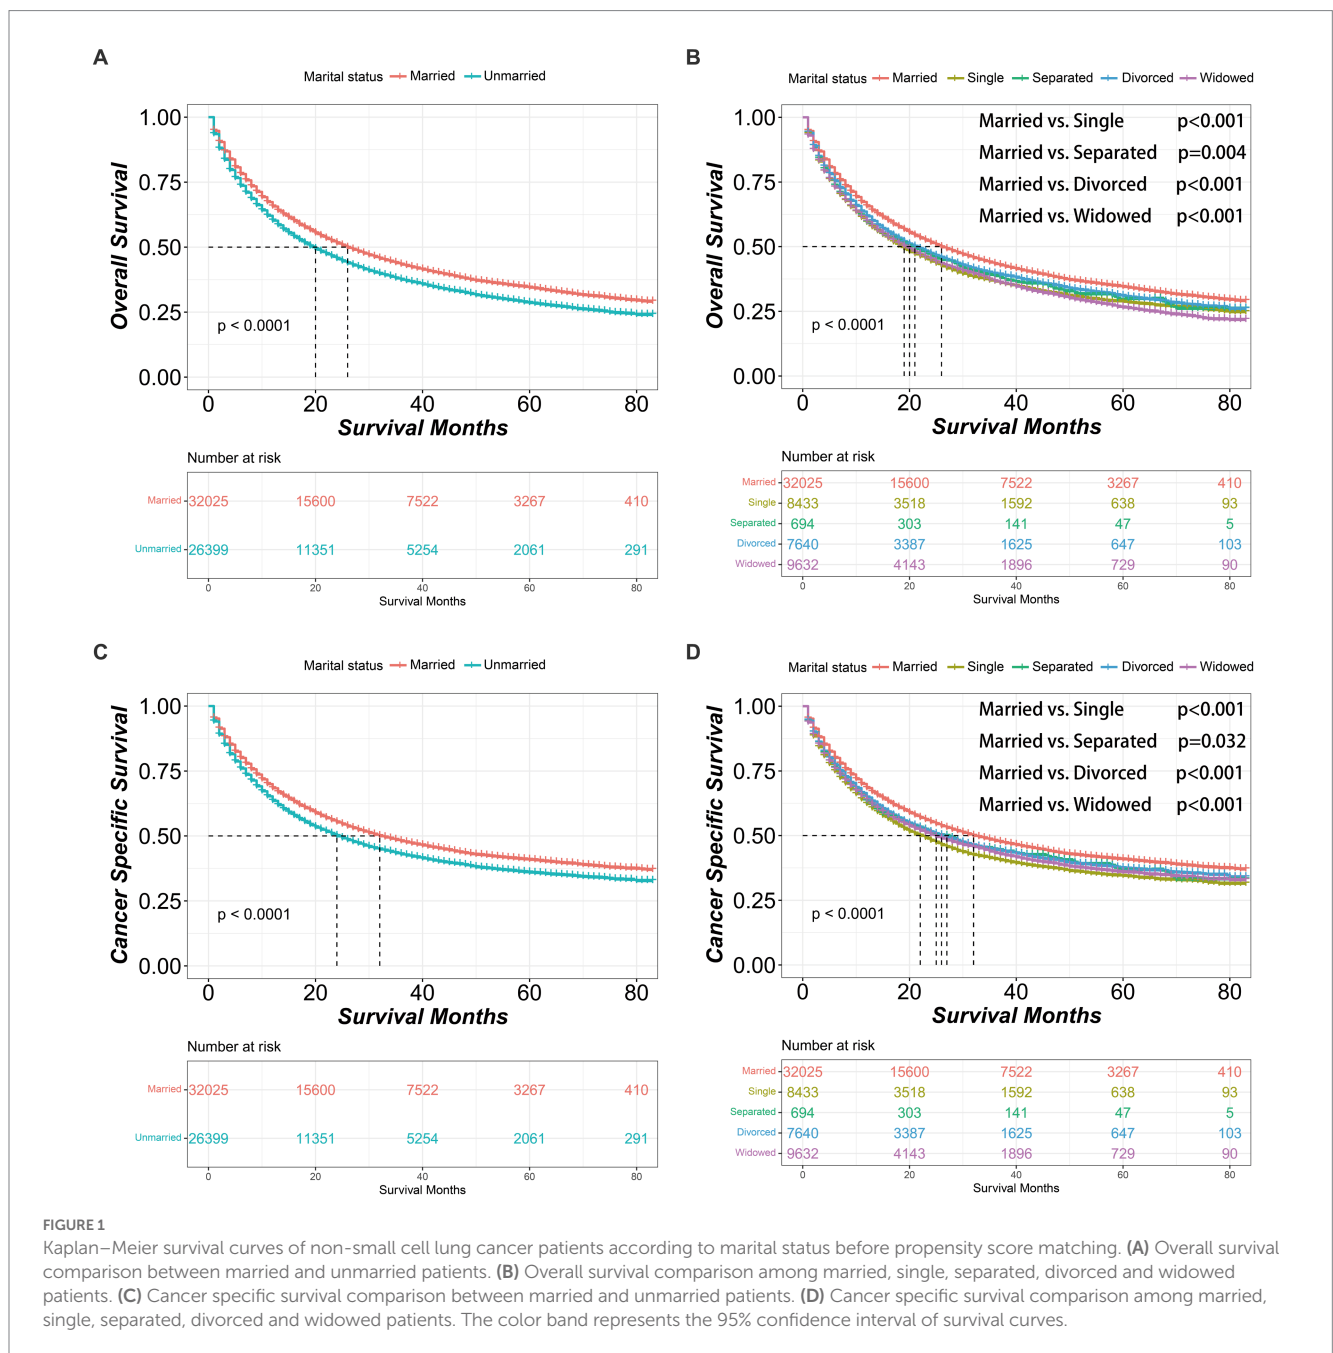 A
Marital status Married Unmarried
1.00
0.75
0.50
0.25
0.00
Overall Survival
p < 0.0001
0 20 40 60 80
Survival Months
Number at risk
Married 32025 15600 7522 3267 410
Unmarried 26399 11351 5254 2061 291
0 20 40 60 80
Survival Months
B
Marital status Married Single Separated Divorced Widowed
1.00
0.75
0.50
0.25
0.00
Overall Survival
Married vs. Single p<0.001
Married vs. Separated p=0.004
Married vs. Divorced p<0.001
Married vs. Widowed p<0.001
p < 0.0001
0 20 40 60 80
Survival Months
Number at risk
Married 32025 15600 7522 3267 410
Single 8433 3518 1592 638 93
Separated 694 303 141 47 5
Divorced 7640 3387 1625 647 103
Widowed 9632 4143 1896 729 90
0 20 40 60 80
Survival Months
C
Marital status Married Unmarried
1.00
0.75
0.50
0.25
0.00
Cancer Specific Survival
p < 0.0001
0 20 40 60 80
Survival Months
Number at risk
Married 32025 15600 7522 3267 410
Unmarried 26399 11351 5254 2061 291
0 20 40 60 80
Survival Months
D
Marital status Married Single Separated Divorced Widowed
1.00
0.75
0.50
0.25
0.00
Cancer Specific Survival
Married vs. Single p<0.001
Married vs. Separated p=0.032
Married vs. Divorced p<0.001
Married vs. Widowed p<0.001
p < 0.0001
0 20 40 60 80
Survival Months
Number at risk
Married 32025 15600 7522 3267 410
Single 8433 3518 1592 638 93
Separated 694 303 141 47 5
Divorced 7640 3387 1625 647 103
Widowed 9632 4143 1896 729 90
0 20 40 60 80
Survival Months
FIGURE 1
Kaplan–Meier survival curves of non-small cell lung cancer patients according to marital status before propensity score matching. (A) Overall survival
comparison between married and unmarried patients. (B) Overall survival comparison among married, single, separated, divorced and widowed
patients. (C) Cancer specific survival comparison between married and unmarried patients. (D) Cancer specific survival comparison among married,
single, separated, divorced and widowed patients. The color band represents the 95% confidence interval of survival curves.